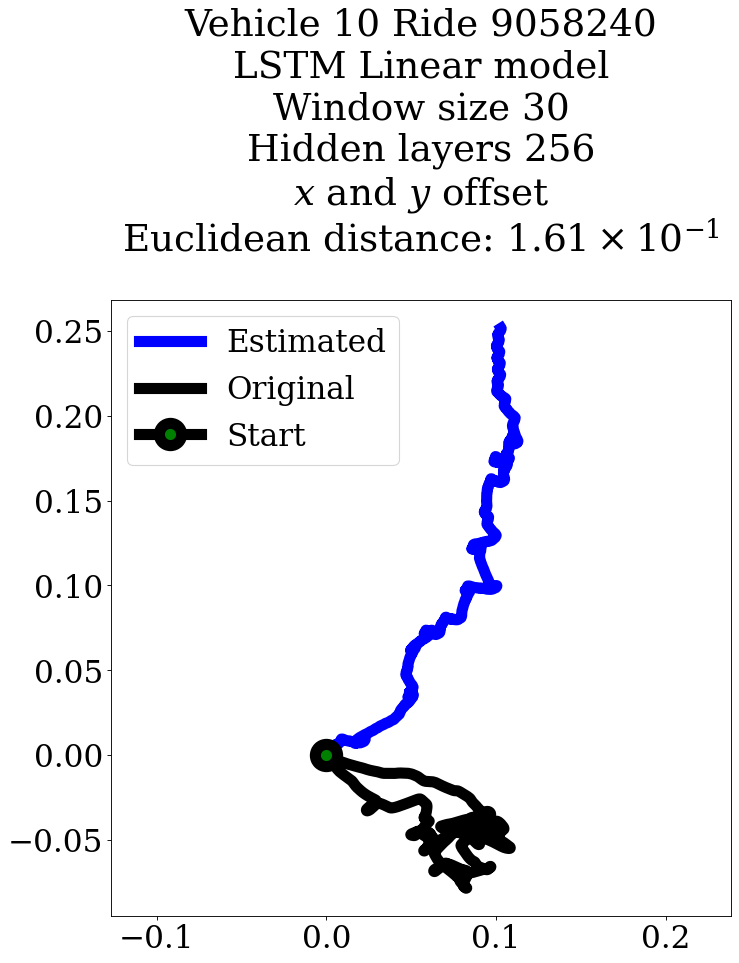 Vehicle 10 Ride 9058240
LSTM Linear model
Window size 30
Hidden layers 256
x and y offset
Euclidean distance: 1.61 × 10⁻¹
Estimated
Original
Start
0.25
0.20
0.15
0.10
0.05
0.00
−0.05
−0.1 0.0 0.1 0.2